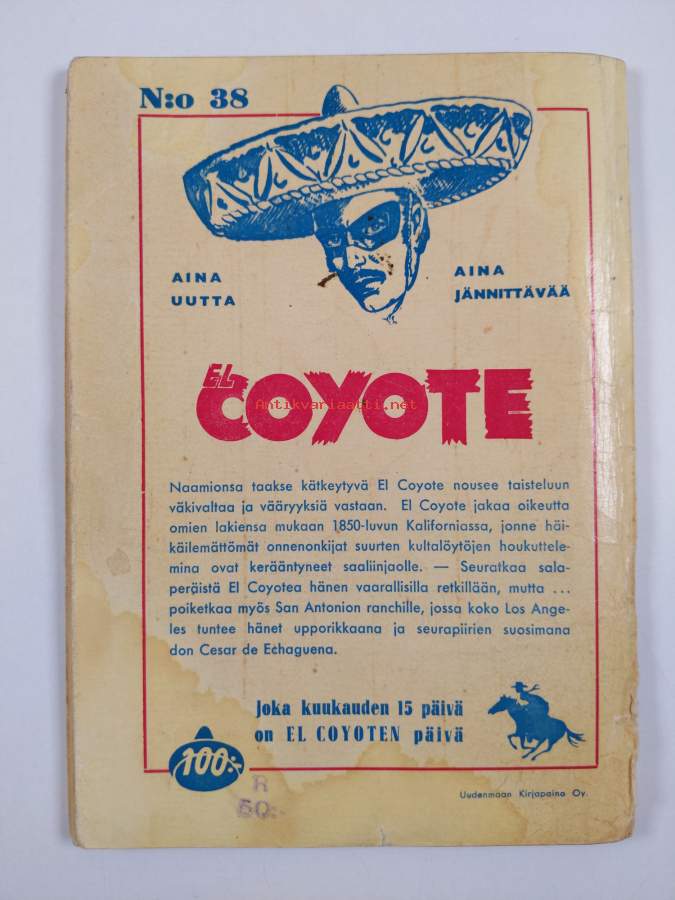 N:o 38
AINA
UUTTA
AINA
JÄNNITTÄVÄÄ
EL
COYOTE
Antikvariaatti.net
Naamionsa taakse kätkeytyvä El Coyote nousee taisteluun
väkivaltaa ja vääryyksiä vastaan. El Coyote jakaa oikeutta
omien lakiensa mukaan 1850-luvun Kaliforniassa, jonne häi-
käilemättömät onnenonkijat suurten kultalöytöjen houkuttele-
mina ovat kerääntyneet saaliinjaolle. — Seuratkaa sala-
peräistä El Coyotea hänen vaarallisilla retkillään, mutta ...
poiketkaa myös San Antonion ranchille, jossa koko Los Ange-
les tuntee hänet upporikkaana ja seurapiirien suosimana
don Cesar de Echaguena.
Joka kuukauden 15 päivä
on EL COYOTEN päivä
100:-
R
50:-
Uudenmaan Kirjapaino Oy.